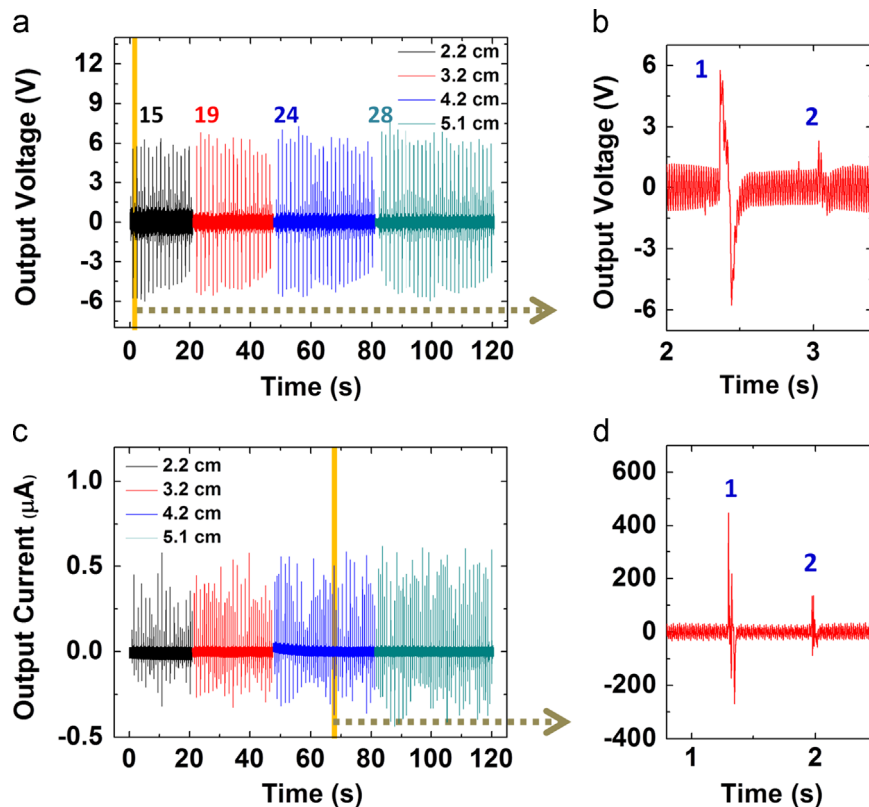 a
Output Voltage (V)
12
9
6
3
0
-3
-6
15
19
24
28
2.2 cm
3.2 cm
4.2 cm
5.1 cm
0 20 40 60 80 100 120
Time (s)
b
Output Voltage (V)
6
3
0
-3
-6
1
2
2 3
Time (s)
c
Output Current (μA)
1.0
0.5
0.0
-0.5
2.2 cm
3.2 cm
4.2 cm
5.1 cm
0 20 40 60 80 100 120
Time (s)
d
600
400
200
0
-200
-400
1
2
1 2
Time (s)